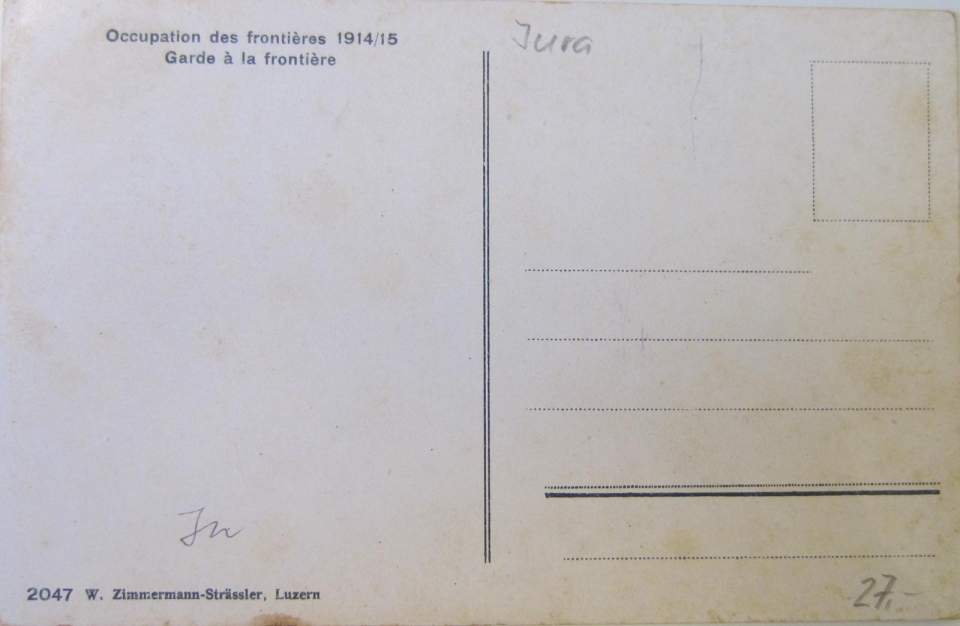 Occupation des frontières 1914/15
Garde à la frontière
Jura
2047 W. Zimmermann-Strässler, Luzern
27.-